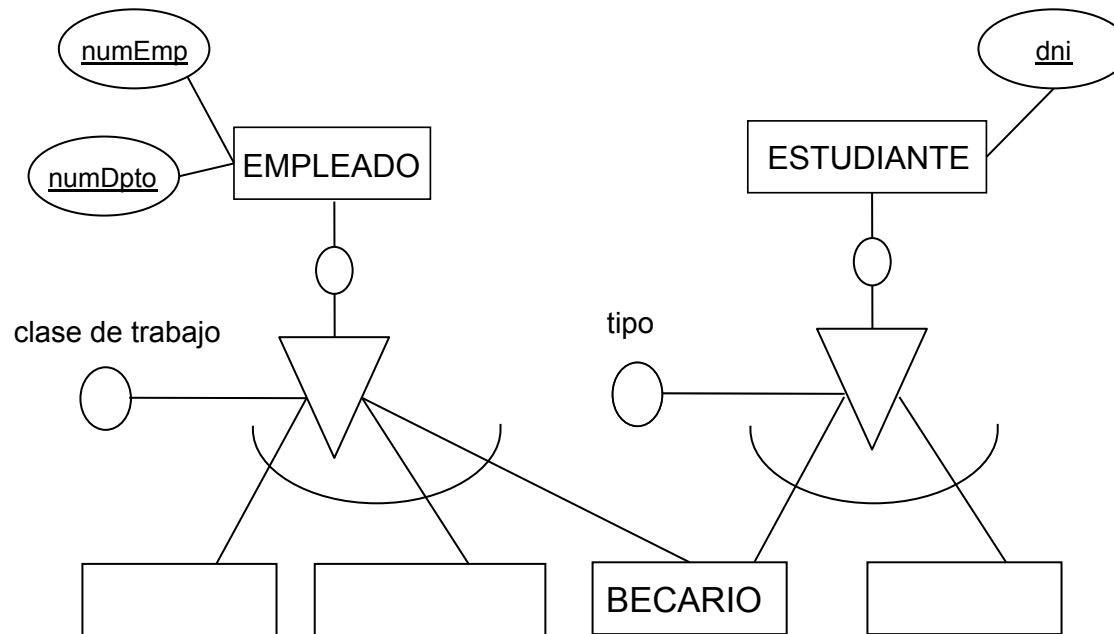 numEmp
dni
EMPLEADO
ESTUDIANTE
numDpto
clase de trabajo
tipo
BECARIO